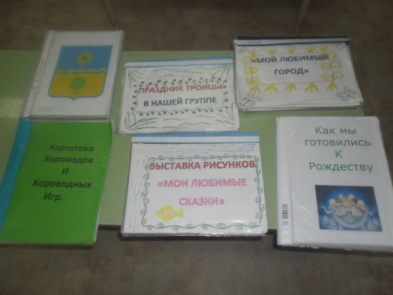 ПРАЗДНИК ТРОИЦЫ
В НАШЕЙ ГРУППЕ
«МОЙ ЛЮБИМЫЙ
ГОРОД»
Картотека
Хороводов
И
Хороводных
Игр.
ВЫСТАВКА РИСУНКОВ
«МОИ ЛЮБИМЫЕ
СКАЗКИ»
Как мы
готовились
К
Рождеству